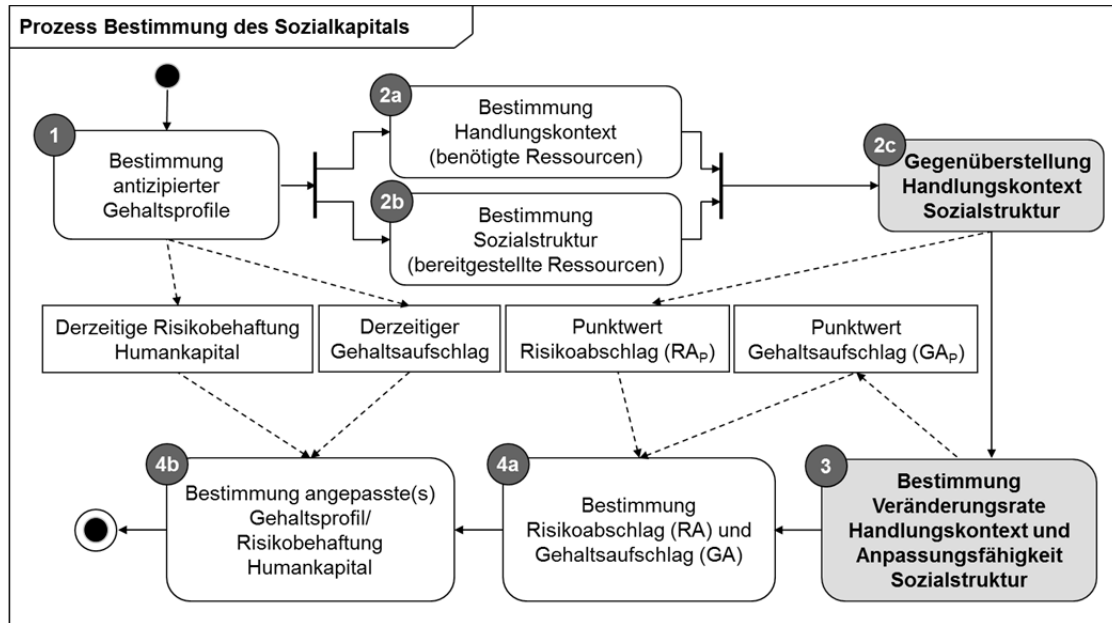 Prozess Bestimmung des Sozialkapitals
1
Bestimmung
antizipierter
Gehaltsprofile
2a
Bestimmung
Handlungskontext
(benötigte Ressourcen)
2b
Bestimmung
Sozialstruktur
(bereitgestellte Ressourcen)
2c
Gegenüberstellung
Handlungskontext
Sozialstruktur
Derzeitige Risikobehaftung
Humankapital
Derzeitiger
Gehaltsaufschlag
Punktwert
Risikoabschlag (RAP)
Punktwert
Gehaltsaufschlag (GAP)
4b
Bestimmung angepasste(s)
Gehaltsprofil/
Risikobehaftung
Humankapital
4a
Bestimmung
Risikoabschlag (RA) und
Gehaltsaufschlag (GA)
3
Bestimmung
Veränderungsrate
Handlungskontext und
Anpassungsfähigkeit
Sozialstruktur